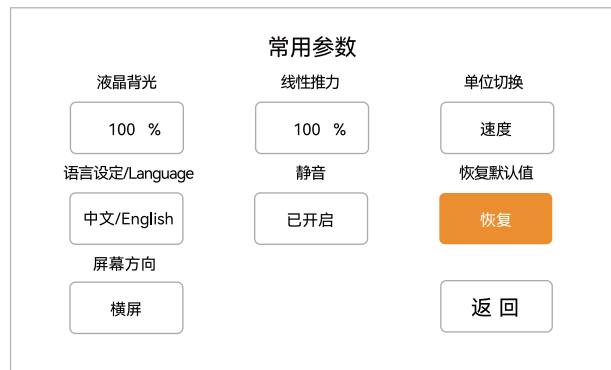 常用参数
液晶背光 线性推力 单位切换
100 % 100 % 速度
语言设定/Language 静音 恢复默认值
中文/English 已开启 恢复
屏幕方向
横屏 返回